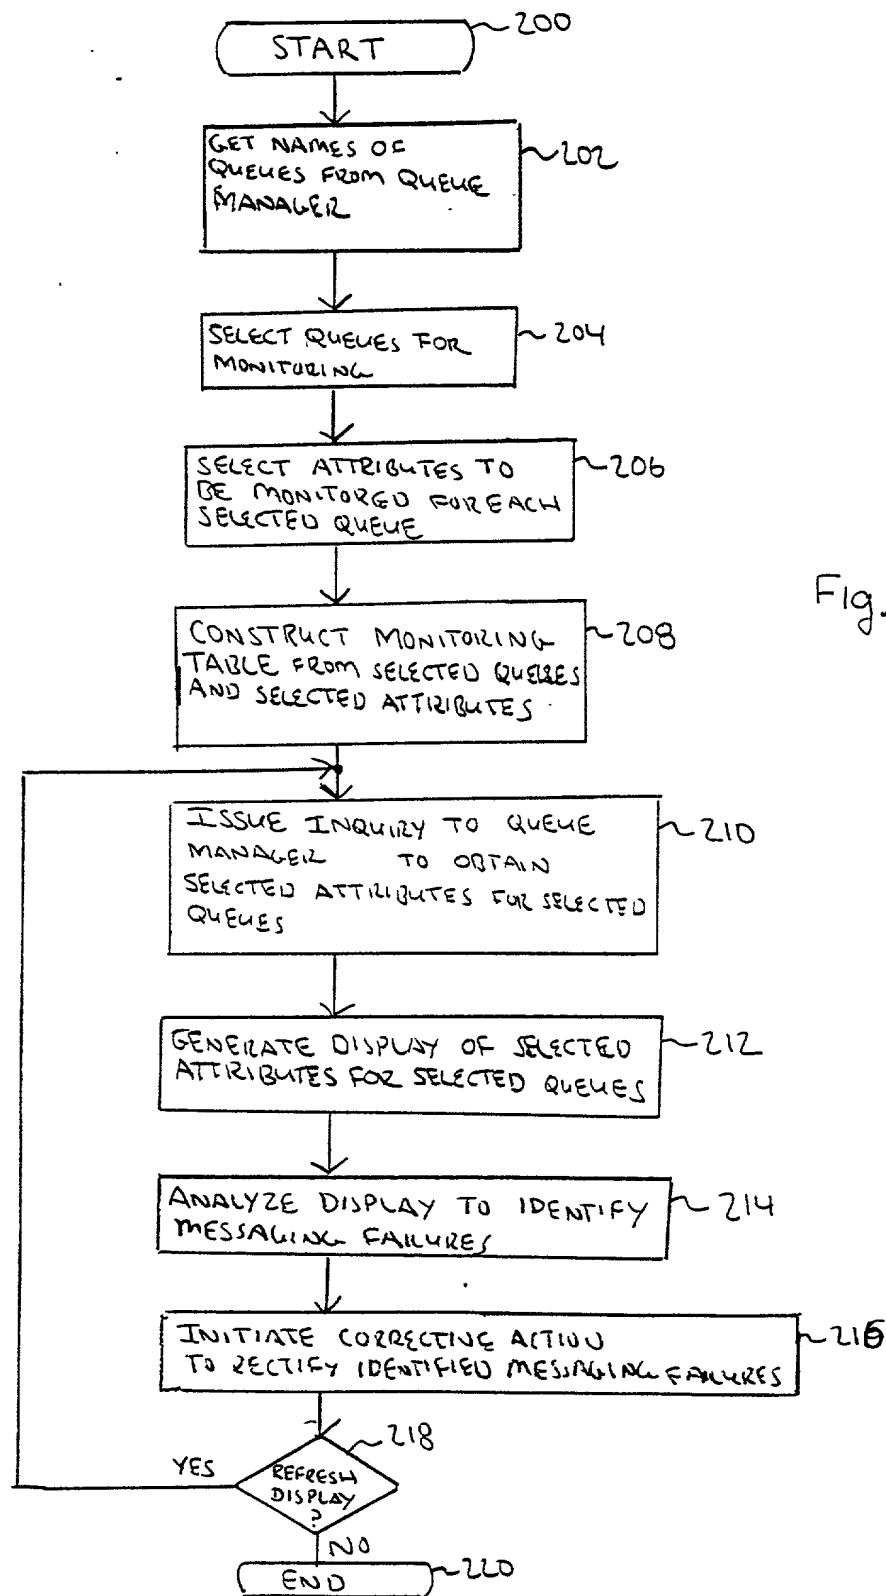 START
200
GET NAMES OF
QUEUES FROM QUEUE
MANAGER
202
SELECT QUEUES FOR
MONITORING
204
SELECT ATTRIBUTES TO
BE MONITORED FOR EACH
SELECTED QUEUE
206
CONSTRUCT MONITORING
TABLE FROM SELECTED QUEUES
AND SELECTED ATTRIBUTES
208
Fig.
ISSUE INQUIRY TO QUEUE
MANAGER TO OBTAIN
SELECTED ATTRIBUTES FOR SELECTED
QUEUES
210
GENERATE DISPLAY OF SELECTED
ATTRIBUTES FOR SELECTED QUEUES
212
ANALYZE DISPLAY TO IDENTIFY
MESSAGING FAILURES
214
INITIATE CORRECTIVE ACTION
TO RECTIFY IDENTIFIED MESSAGING FAILURES
216
218
YES
REFRESH
DISPLAY
?
NO
END
220